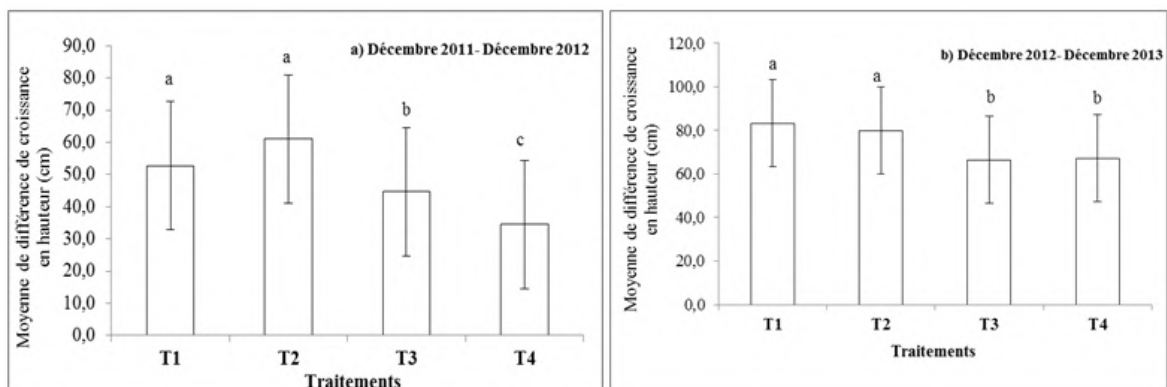 Moyenne de différence de croissance
en hauteur (cm)
90,0
80,0
70,0
60,0
50,0
40,0
30,0
20,0
10,0
0,0
a) Décembre 2011- Décembre 2012
a
a
b
c
T1
T2
T3
T4
Traitements
Moyenne de différence de croissance
en hauteur (cm)
120,0
100,0
80,0
60,0
40,0
20,0
0,0
b) Décembre 2012- Décembre 2013
a
a
b
b
T1
T2
T3
T4
Traitements